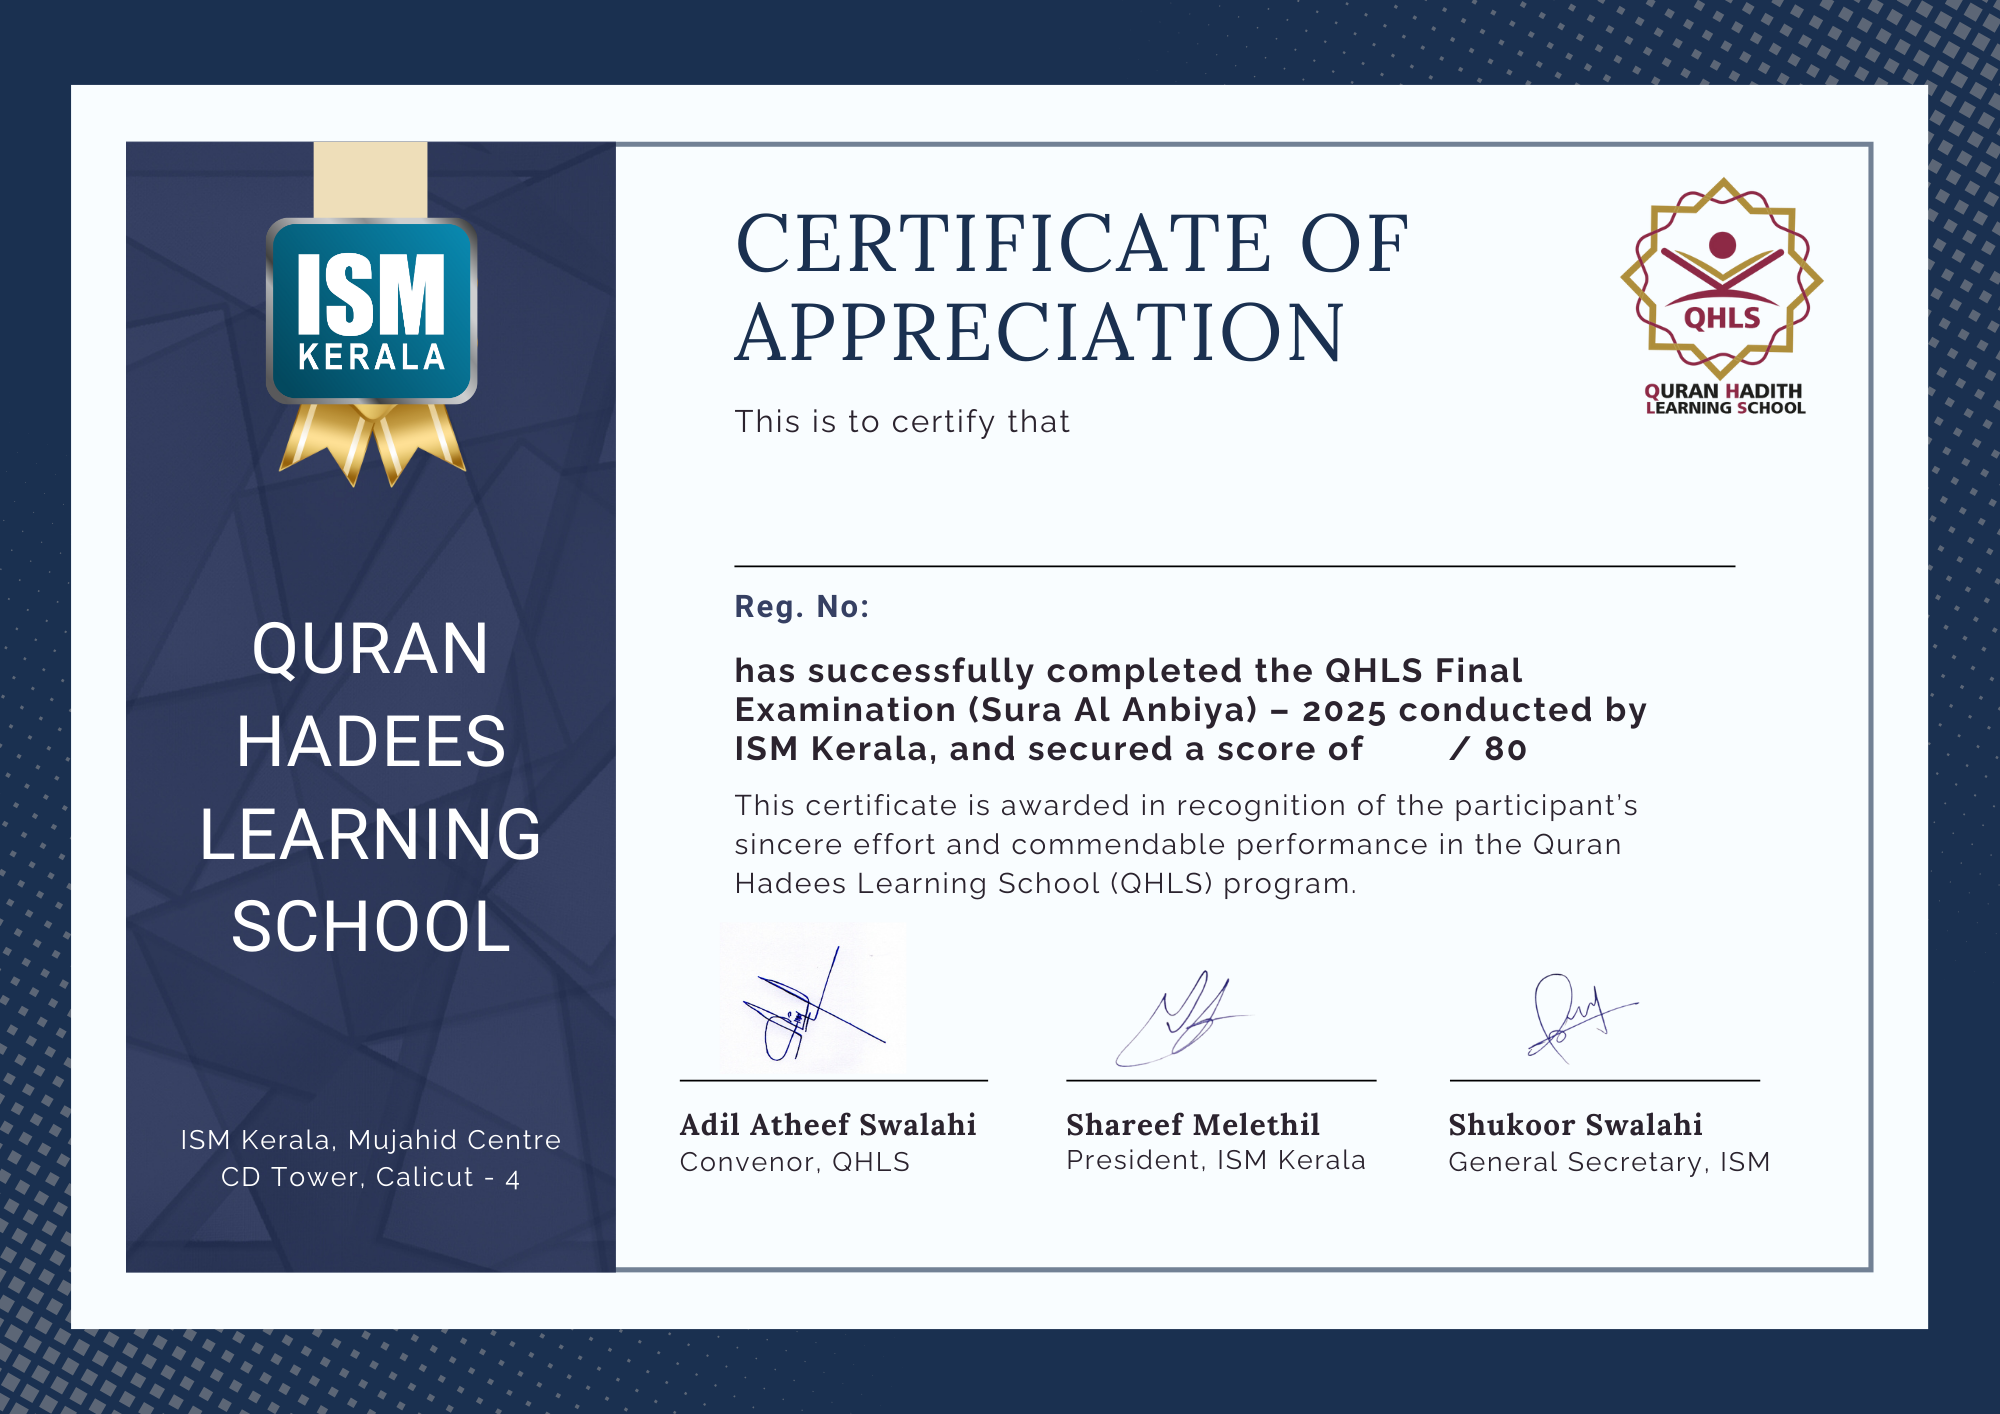 ISM
KERALA
QURAN
HADEES
LEARNING
SCHOOL
ISM Kerala, Mujahid Centre
CD Tower, Calicut - 4
CERTIFICATE OF
APPRECIATION
QHLS
QURAN HADITH
LEARNING SCHOOL
This is to certify that
Reg. No:
has successfully completed the QHLS Final
Examination (Sura Al Anbiya) – 2025 conducted by
ISM Kerala, and secured a score of / 80
This certificate is awarded in recognition of the participant’s
sincere effort and commendable performance in the Quran
Hadees Learning School (QHLS) program.
Adil Atheef Swalahi
Convenor, QHLS
Shareef Melethil
President, ISM Kerala
Shukoor Swalahi
General Secretary, ISM